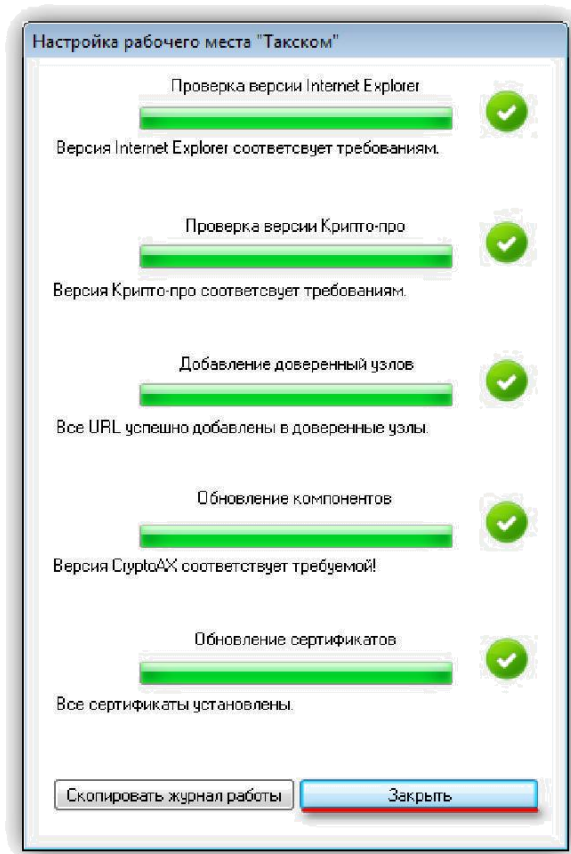 Настройка рабочего места "Такском"
Проверка версии Internet Explorer
Версия Internet Explorer соответсвует требованиям.
Проверка версии Крипто-про
Версия Крипто-про соответсвует требованиям.
Добавление доверенный узлов
Все URL успешно добавлены в доверенные узлы.
Обновление компонентов
Версия CryptoAX соответствует требуемой!
Обновление сертификатов
Все сертификаты установлены.
Скопировать журнал работы Закрыть